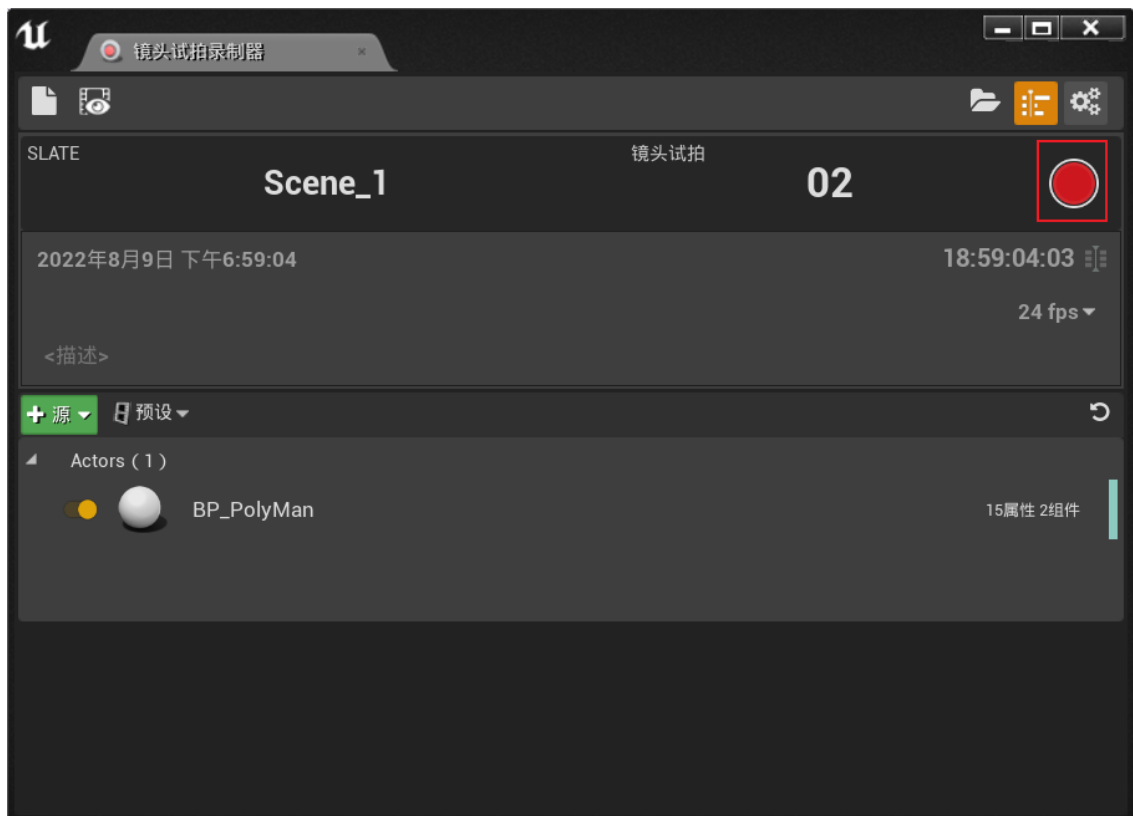 镜头试拍录制器
SLATE
镜头试拍
Scene_1
02
2022年8月9日 下午6:59:04
18:59:04:03
24 fps
<描述>
源
预设
Actors ( 1 )
BP_PolyMan
15属性 2组件